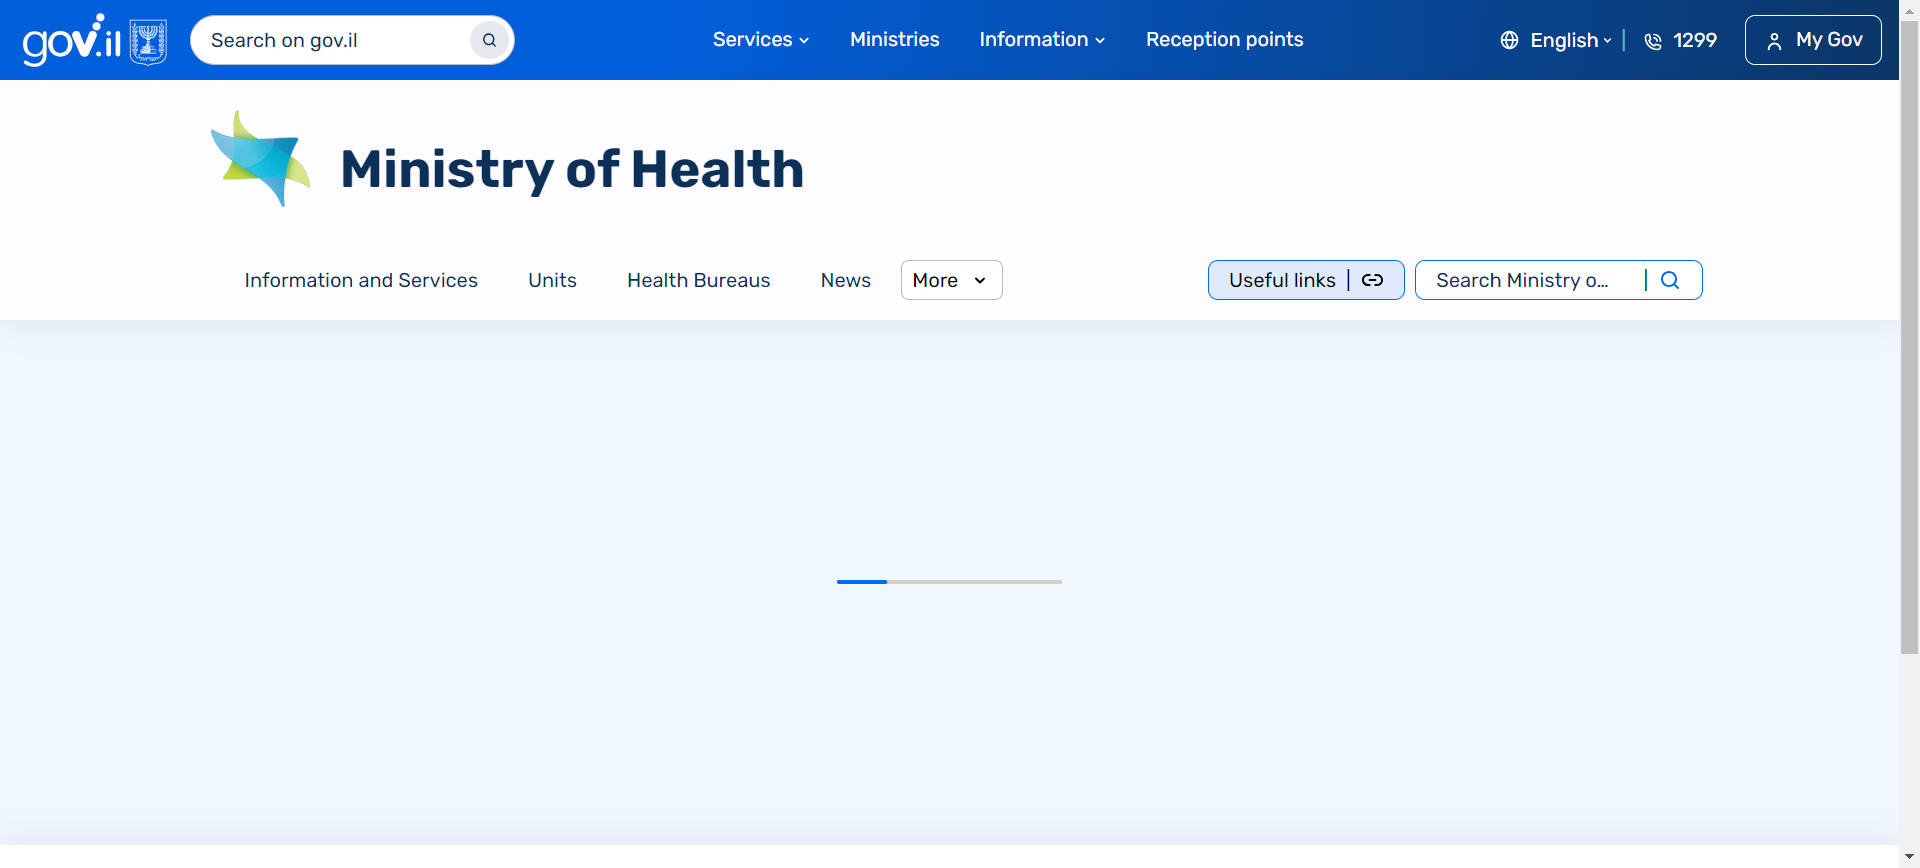 gov.il
Search on gov.il
Services
Ministries
Information
Reception points
English
1299
My Gov
Ministry of Health
Information and Services
Units
Health Bureaus
News
More
Useful links
Search Ministry o...